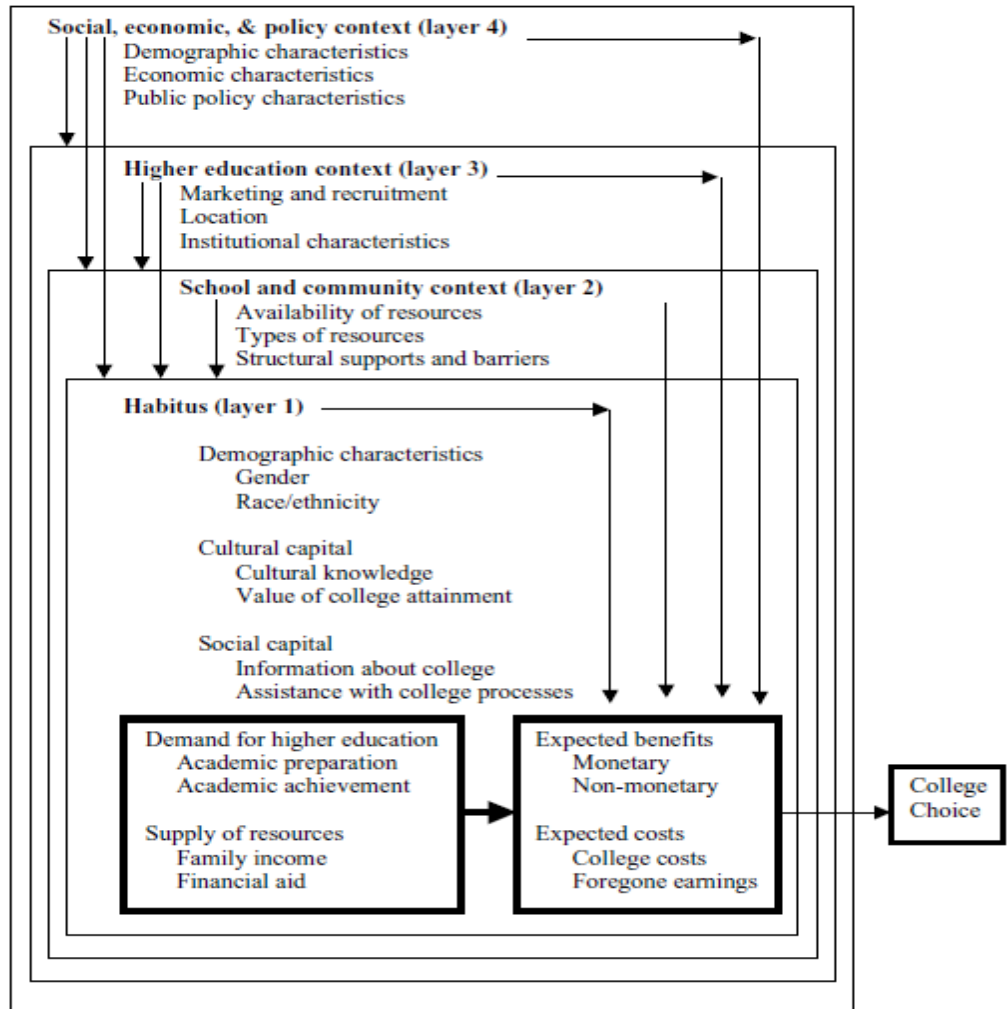 Social, economic, & policy context (layer 4)
Demographic characteristics
Economic characteristics
Public policy characteristics
Higher education context (layer 3)
Marketing and recruitment
Location
Institutional characteristics
School and community context (layer 2)
Availability of resources
Types of resources
Structural supports and barriers
Habitus (layer 1)
Demographic characteristics
Gender
Race/ethnicity
Cultural capital
Cultural knowledge
Value of college attainment
Social capital
Information about college
Assistance with college processes
Demand for higher education
Academic preparation
Academic achievement
Supply of resources
Family income
Financial aid
Expected benefits
Monetary
Non-monetary
Expected costs
College costs
Foregone earnings
College
Choice